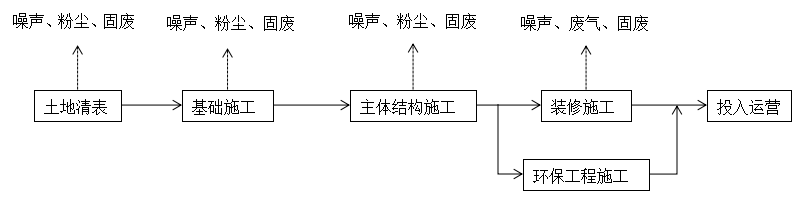 噪声、粉尘、固废
噪声、粉尘、固废
噪声、粉尘、固废
噪声、废气、固废
土地清表
基础施工
主体结构施工
装修施工
投入运营
环保工程施工